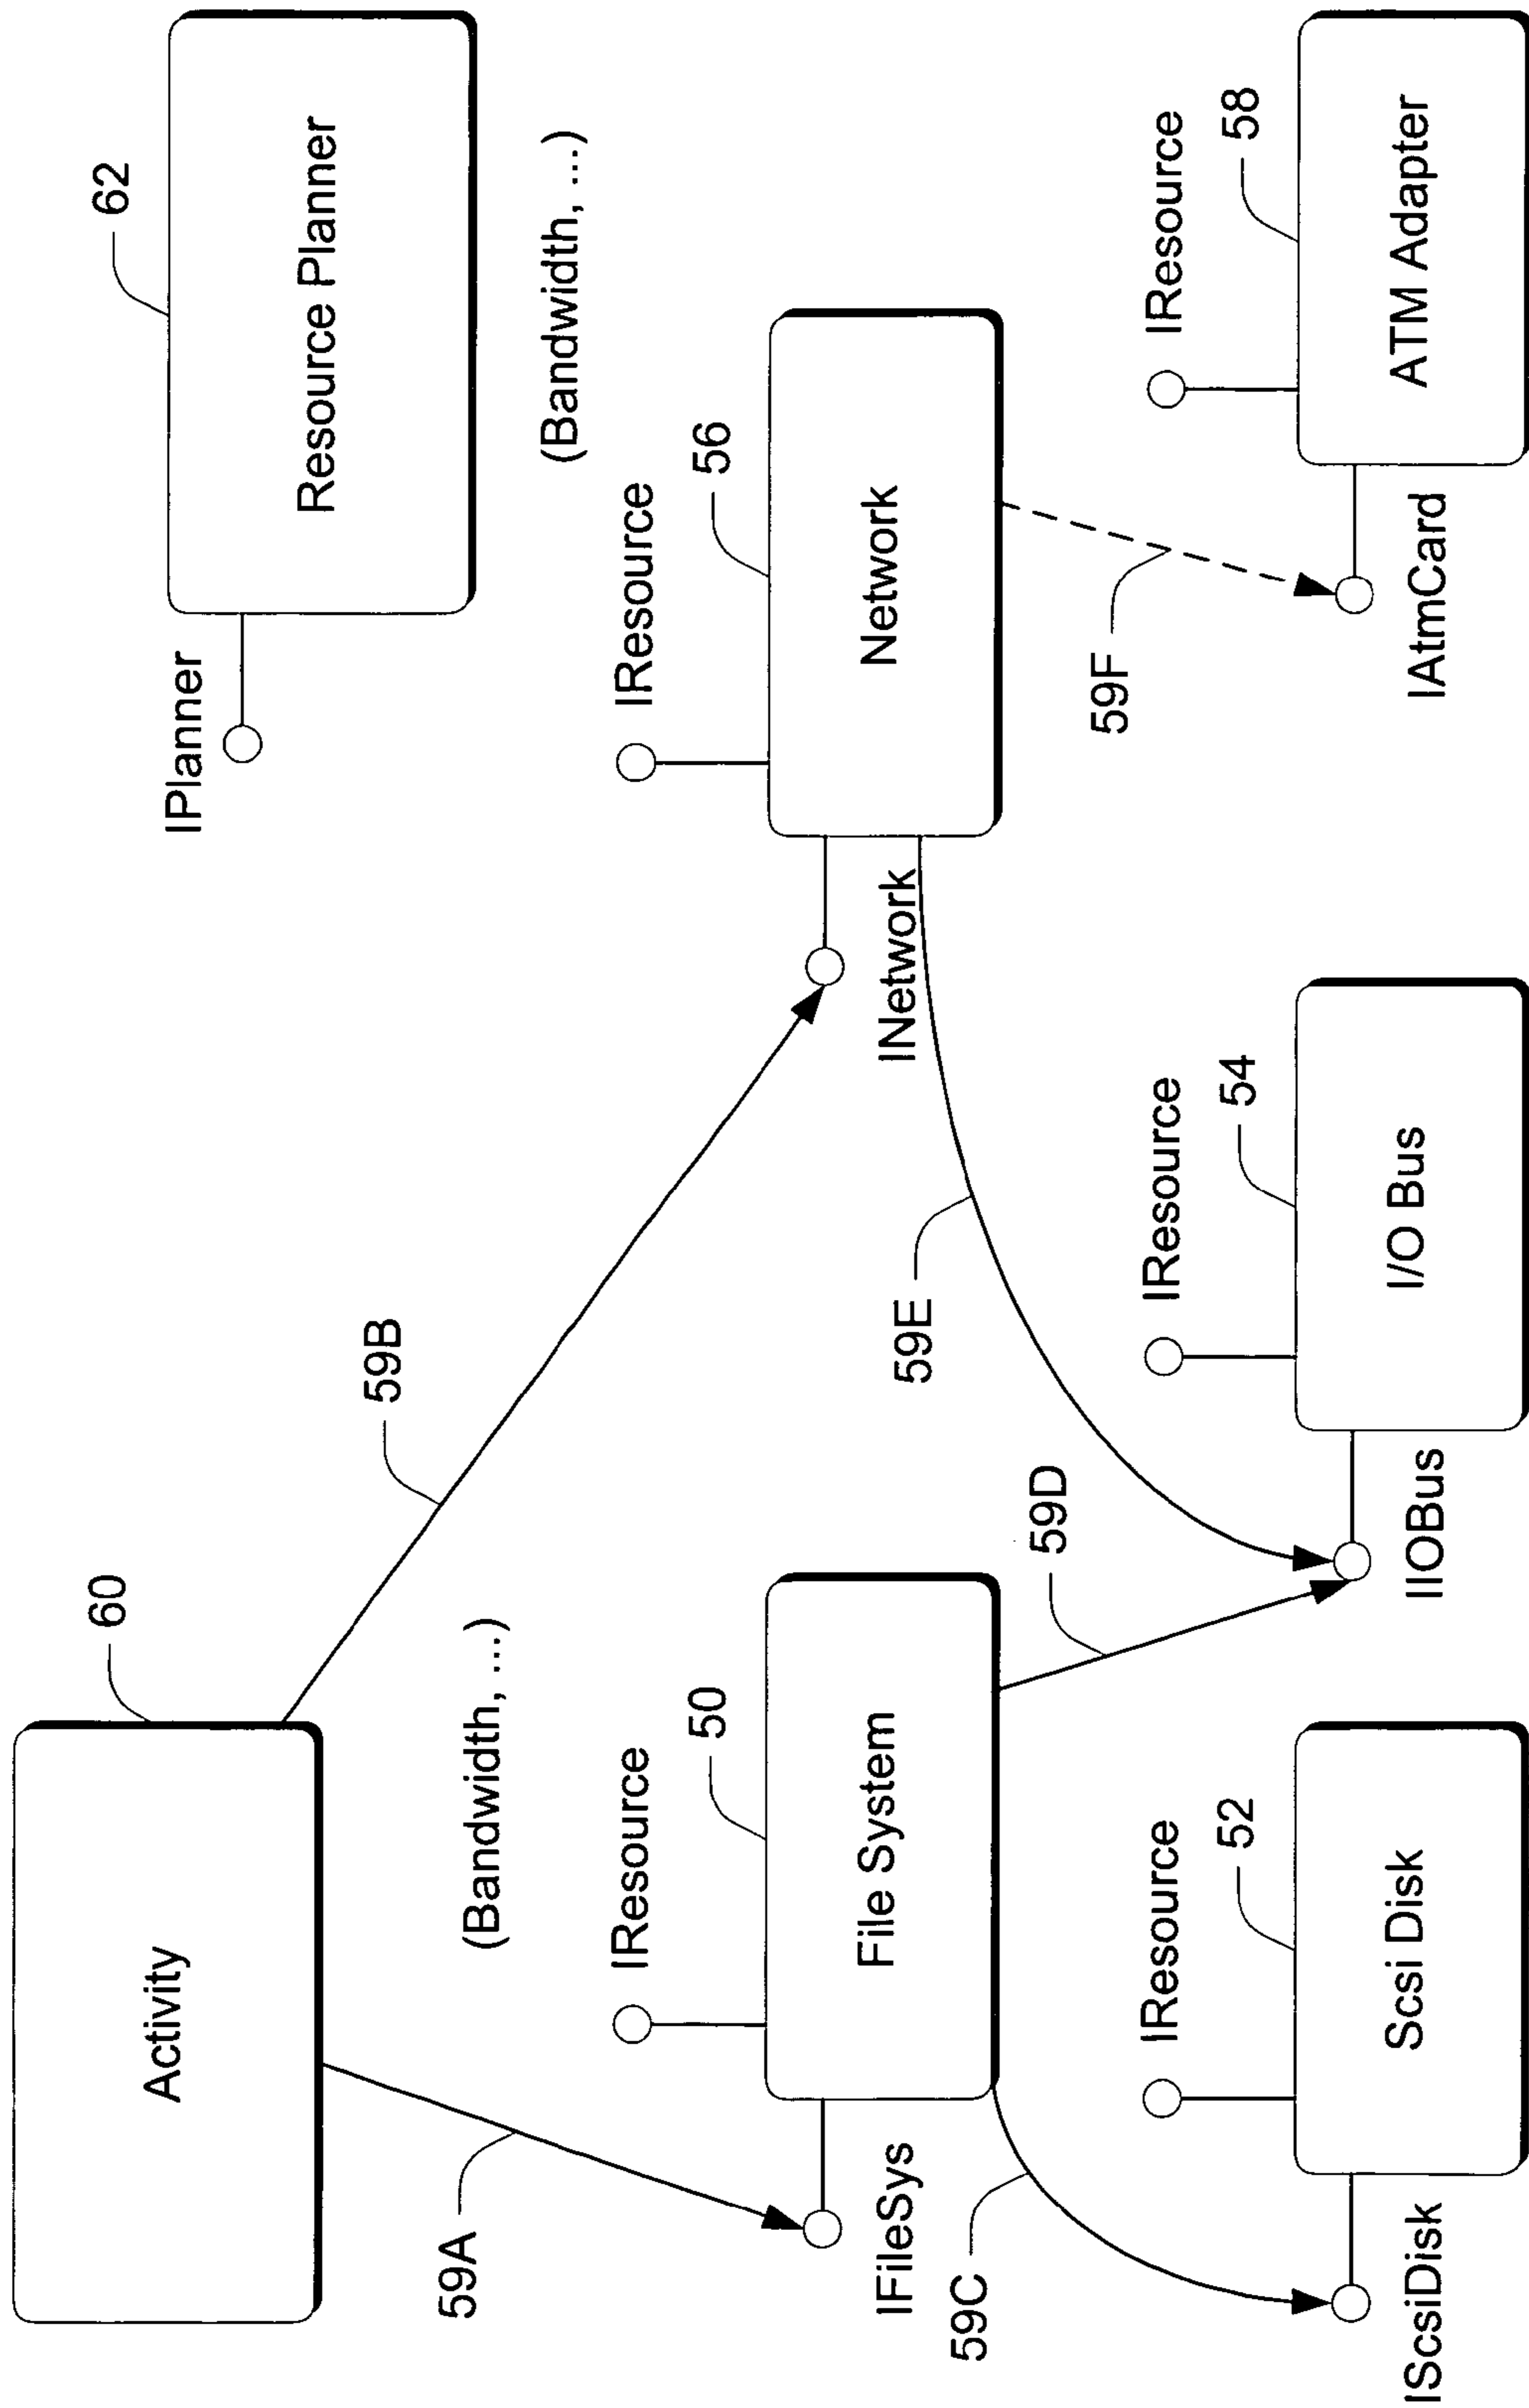 60
62
Activity
IPlanner
Resource Planner
59A
59B
(Bandwidth, ...)
(Bandwidth, ...)
IResource
50
IResource
56
File System
Network
IFileSys
INetwork
59C
59D
59E
59F
IResource
52
IResource
54
IResource
58
Scsi Disk
I/O Bus
ATM Adapter
IScsiDisk
IIOBus
IAtmCard